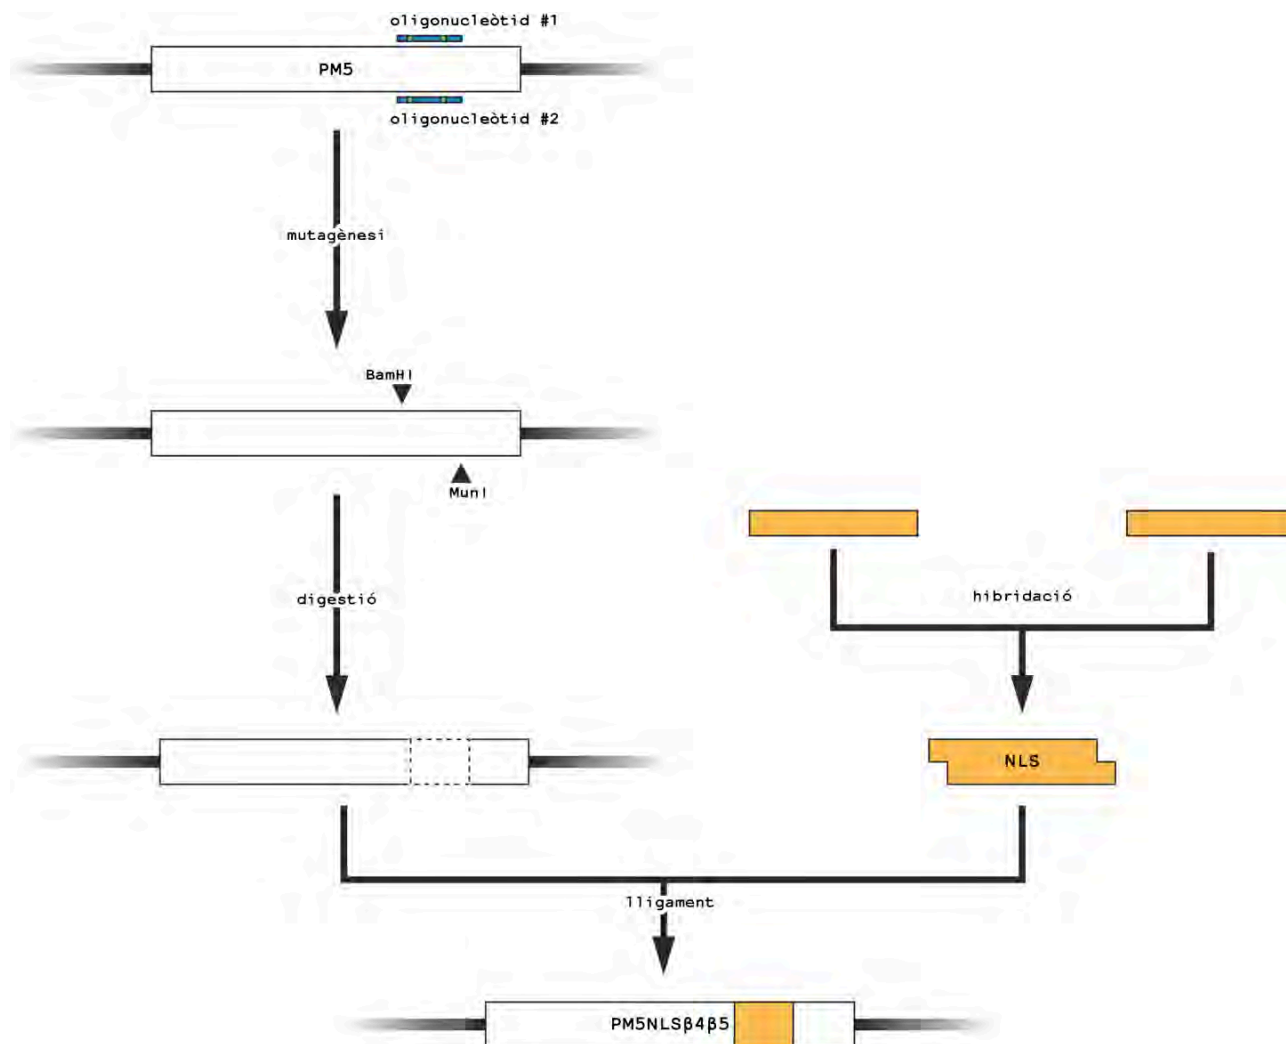 oligonucleòtid #1
PM5
oligonucleòtid #2
mutagènesi
BamHI
MunI
digestió
hibridació
NLS
lligament
PM5NLSβ4β5